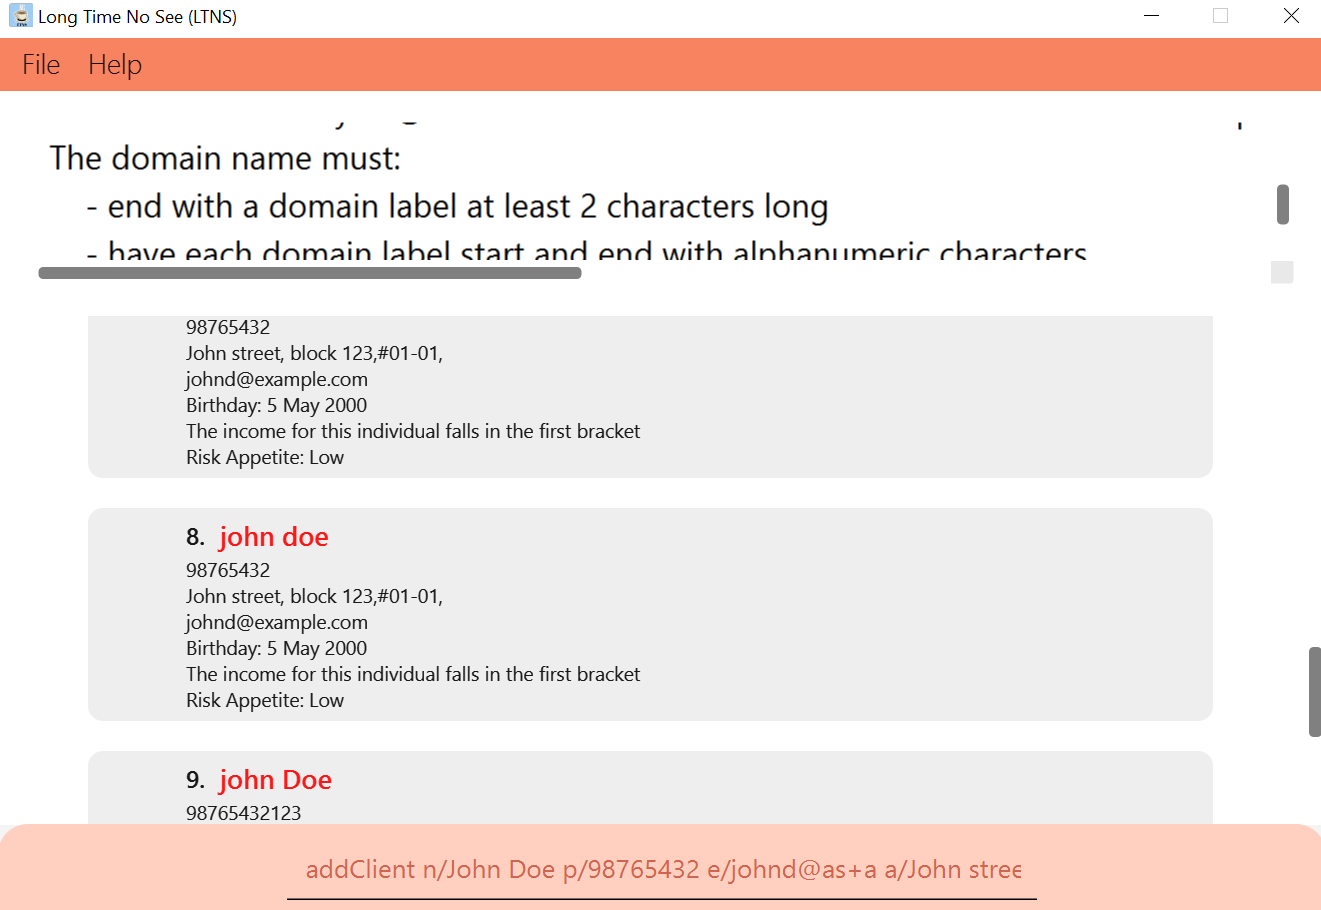 Long Time No See (LTNS)
File Help
The domain name must:
- end with a domain label at least 2 characters long
- have each domain label start and end with alphanumeric characters
98765432
John street, block 123,#01-01,
johnd@example.com
Birthday: 5 May 2000
The income for this individual falls in the first bracket
Risk Appetite: Low
8. john doe
98765432
John street, block 123,#01-01,
johnd@example.com
Birthday: 5 May 2000
The income for this individual falls in the first bracket
Risk Appetite: Low
9. john Doe
98765432123
addClient n/John Doe p/98765432 e/johnd@as+a a/John stree